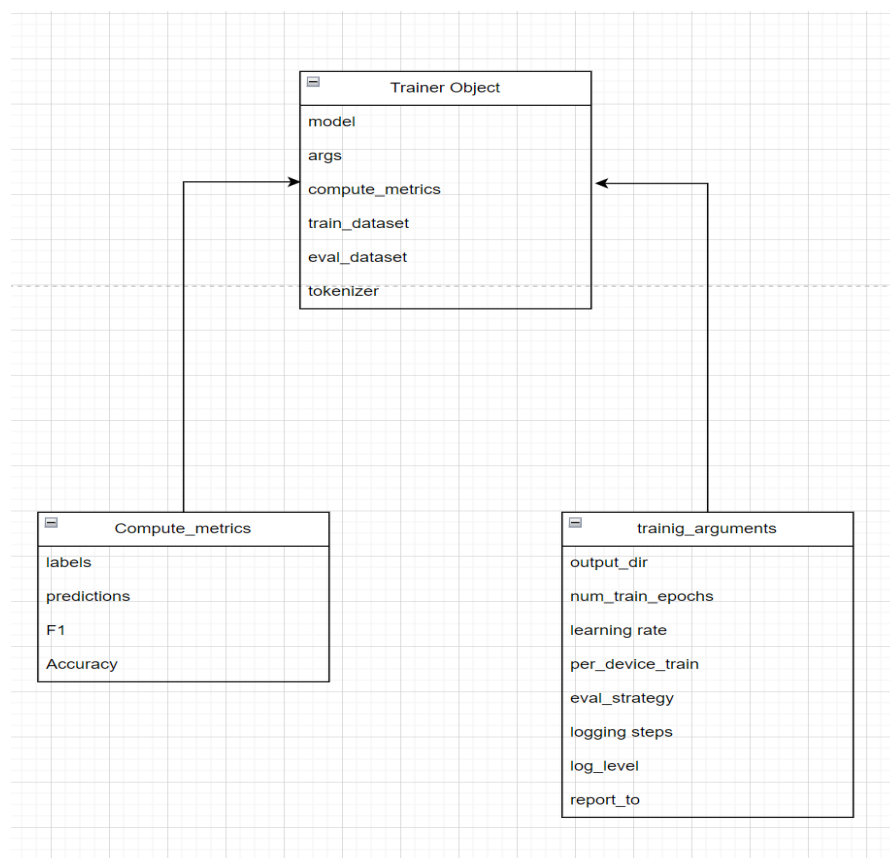 Trainer Object
model
args
compute_metrics
train_dataset
eval_dataset
tokenizer
Compute_metrics
labels
predictions
F1
Accuracy
trainig_arguments
output_dir
num_train_epochs
learning rate
per_device_train
eval_strategy
logging steps
log_level
report_to